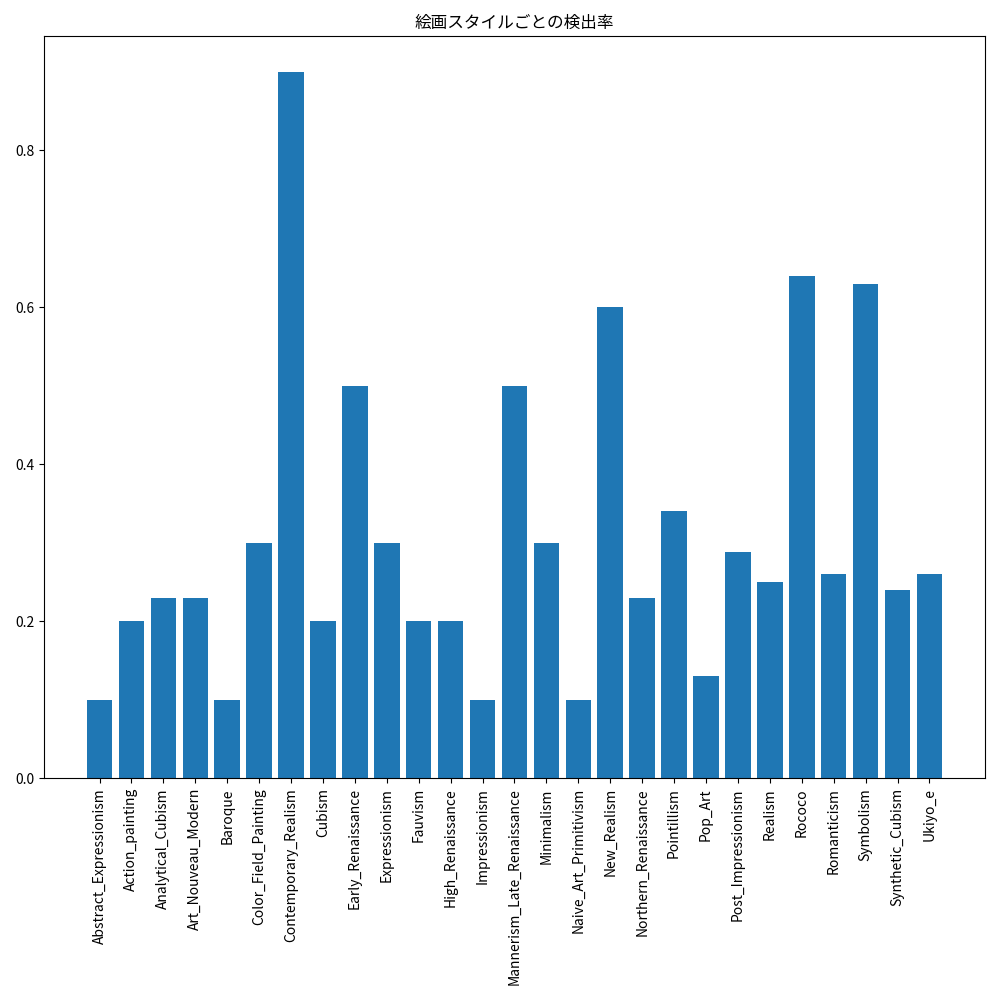 絵画スタイルごとの検出率
0.8
0.6
0.4
0.2
0.0
Abstract_Expressionism
Action_painting
Analytical_Cubism
Art_Nouveau_Modern
Baroque
Color_Field_Painting
Contemporary_Realism
Cubism
Early_Renaissance
Expressionism
Fauvism
High_Renaissance
Impressionism
Mannerism_Late_Renaissance
Minimalism
Naive_Art_Primitivism
New_Realism
Northern_Renaissance
Pointillism
Pop_Art
Post_Impressionism
Realism
Rococo
Romanticism
Symbolism
Synthetic_Cubism
Ukiyo_e